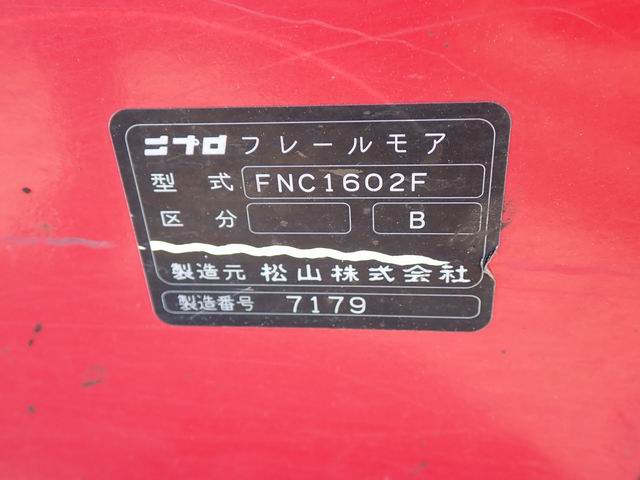 ニプロ フレールモア
型式 FNC1602F
区分 B
製造元 松山株式会社
製造番号 7179